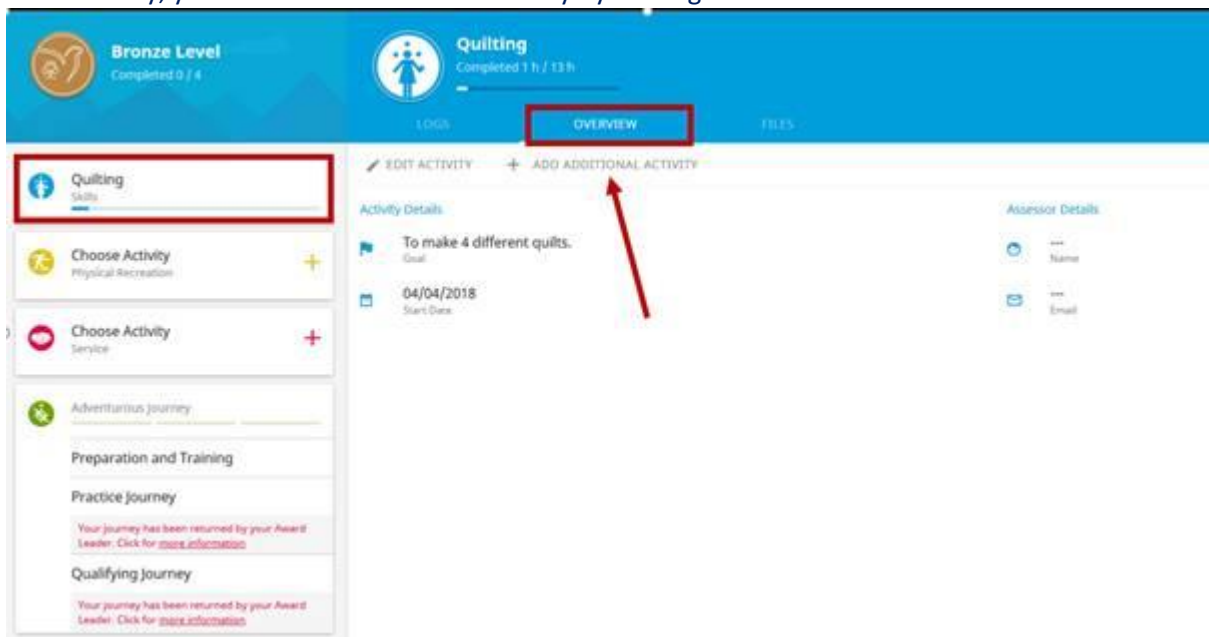 Bronze Level
Completed 0 / 4
Quilting
Completed 1 h / 13 h
LOGS OVERVIEW FILES
Quilting
Skills
EDIT ACTIVITY + ADD ADDITIONAL ACTIVITY
Activity Details
Assessor Details
To make 4 different quilts.
Goal
---
Name
04/04/2018
Start Date
---
Email
Choose Activity
Physical Recreation
+
Choose Activity
Service
+
Adventurous Journey
Preparation and Training
Practice Journey
Your journey has been returned by your Award
Leader. Click for more information
Qualifying Journey
Your journey has been returned by your Award
Leader. Click for more information